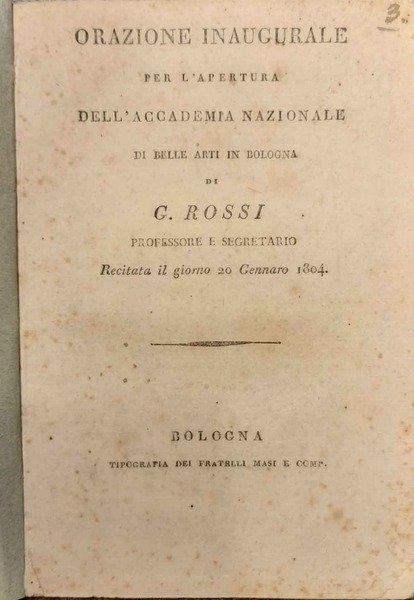 3.
ORAZIONE INAUGURALE
PER L'APERTURA
DELL'ACCADEMIA NAZIONALE
DI BELLE ARTI IN BOLOGNA
DI
G. ROSSI
PROFESSORE E SEGRETARIO
Recitata il giorno 20 Gennaro 1804.
BOLOGNA
TIPOGRAFIA DEI FRATELLI MASI E COMP.